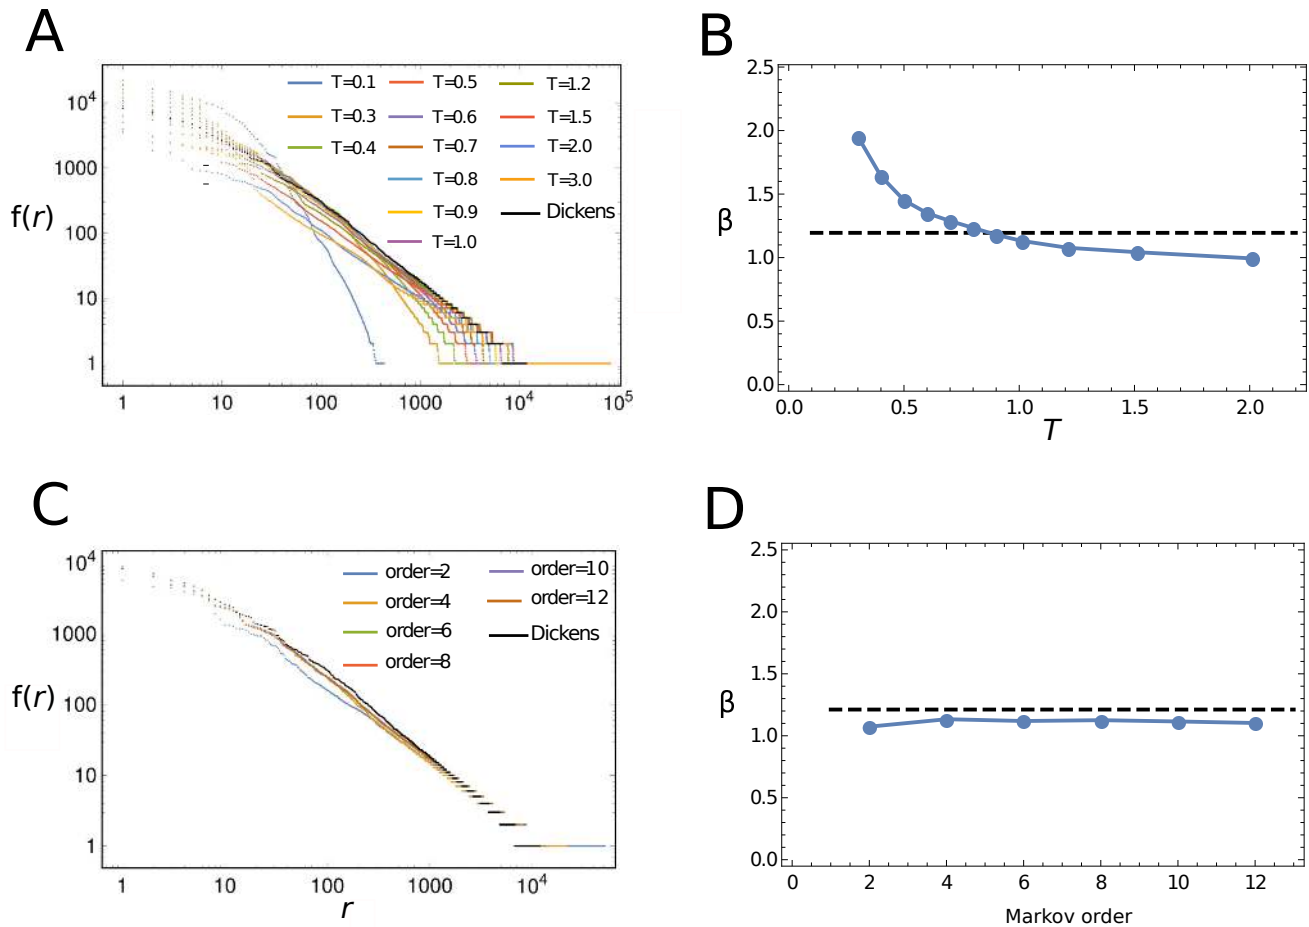 A
T=0.1 T=0.5 T=1.2
T=0.3 T=0.6 T=1.5
T=0.4 T=0.7 T=2.0
T=0.8 T=3.0
T=0.9 Dickens
T=1.0
f(r)
10^4
1000
100
10
1
1 10 100 1000 10^4 10^5
B
β
2.5
2.0
1.5
1.0
0.5
0.0
0.0 0.5 1.0 1.5 2.0
T
C
order=2 order=10
order=4 order=12
order=6 Dickens
order=8
f(r)
10^4
1000
100
10
1
1 10 100 1000 10^4
r
D
β
2.5
2.0
1.5
1.0
0.5
0.0
0 2 4 6 8 10 12
Markov order